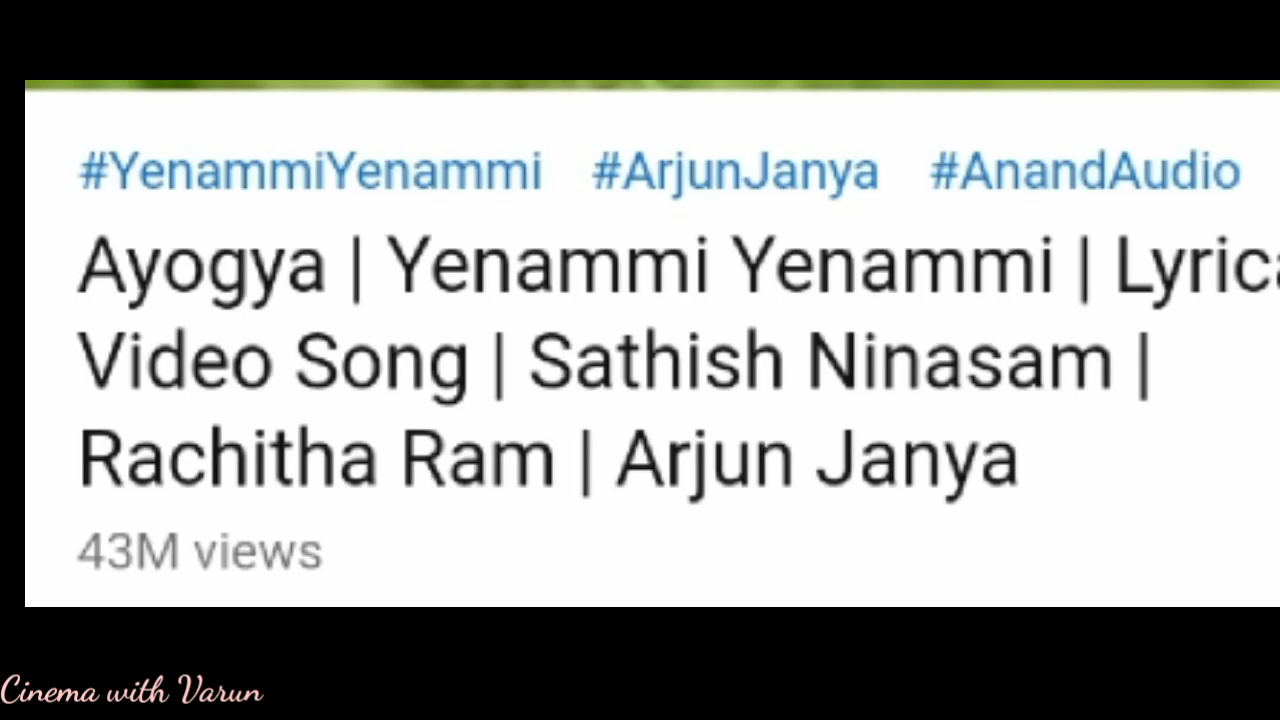 #YenammiYenammi #ArjunJanya #AnandAudio
Ayogya | Yenammi Yenammi | Lyrica
Video Song | Sathish Ninasam |
Rachitha Ram | Arjun Janya
43M views
Cinema with Varun